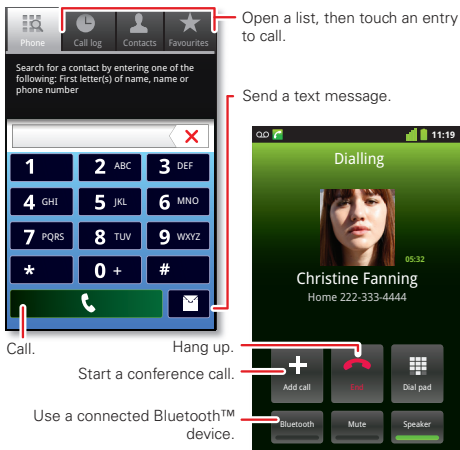 Open a list, then touch an entry
to call.
Phone Call log Contacts Favourites
Search for a contact by entering one of the
following: First letter(s) of name, name or
phone number
Send a text message.
1 2 ABC 3 DEF
4 GHI 5 JKL 6 MNO
7 PQRS 8 TUV 9 WXYZ
* 0 + #
Call.
11:19
Dialling
05:32
Christine Fanning
Home 222-333-4444
Hang up.
Start a conference call.
Add call End Dial pad
Use a connected Bluetooth™
device.
Bluetooth Mute Speaker